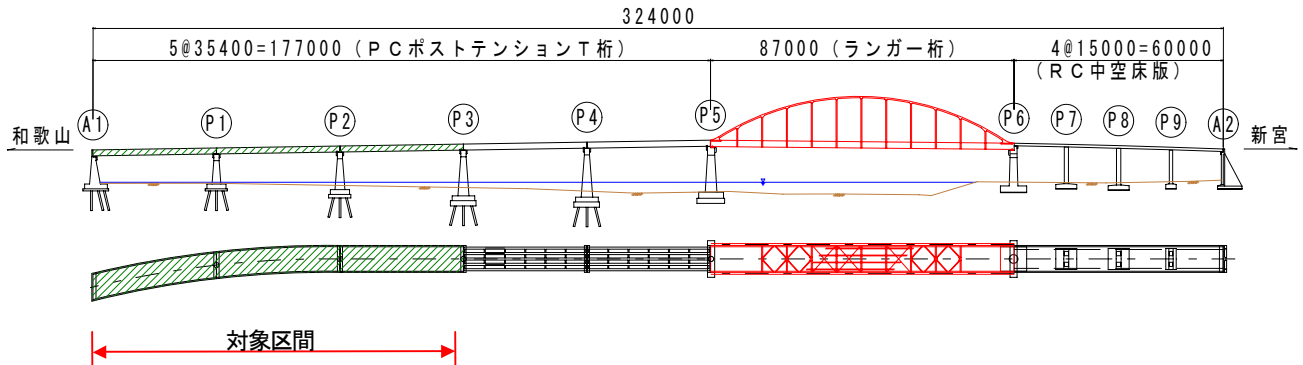 324000
5@35400=177000(PCポストテンションT桁)
87000(ランガー桁)
4@15000=60000
(RC中空床版)
和歌山
A1
P1
P2
P3
P4
P5
P6
P7
P8
P9
A2
新宮
対象区間